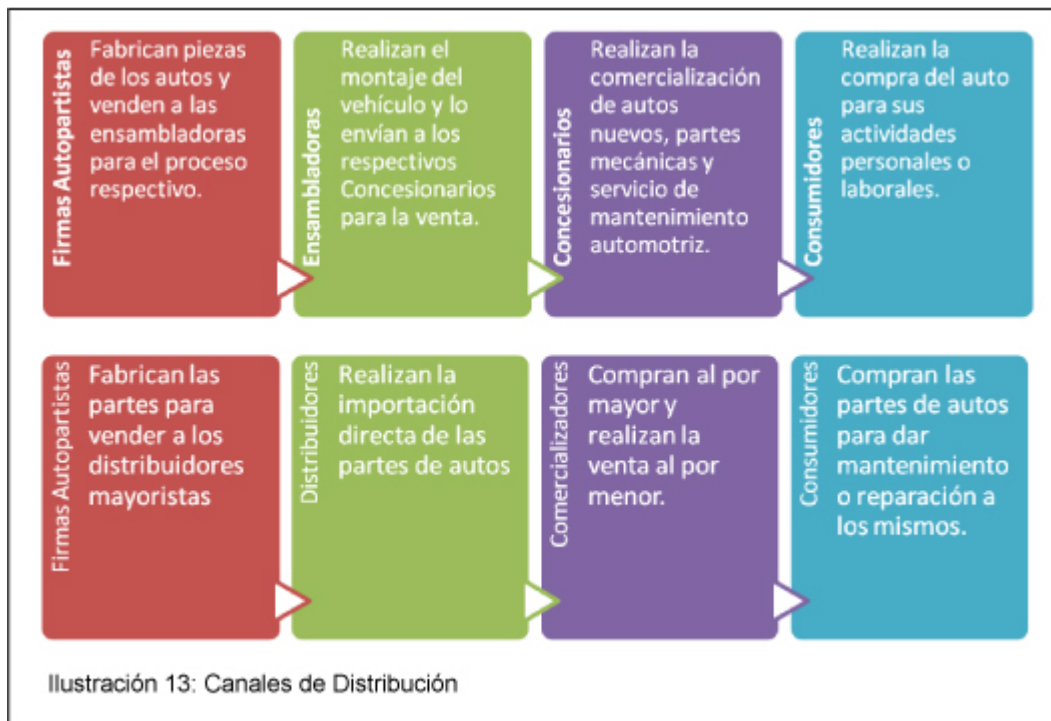 Firmas Autopartistas
Fabrican piezas
de los autos y
venden a las
ensambladoras
para el proceso
respectivo.
Ensambladoras
Realizan el
montaje del
vehículo y lo
envían a los
respectivos
Concesionarios
para la venta.
Concesionarios
Realizan la
comercialización
de autos
nuevos, partes
mecánicas y
servicio de
mantenimiento
automotriz.
Consumidores
Realizan la
compra del auto
para sus
actividades
personales o
laborales.
Firmas Autopartistas
Fabrican las
partes para
vender a los
distribuidores
mayoristas
Distribuidores
Realizan la
importación
directa de las
partes de autos
Comercializadores
Compran al por
mayor y
realizan la
venta al por
menor.
Consumidores
Compran las
partes de autos
para dar
mantenimiento
o reparación a
los mismos.
Ilustración 13: Canales de Distribución